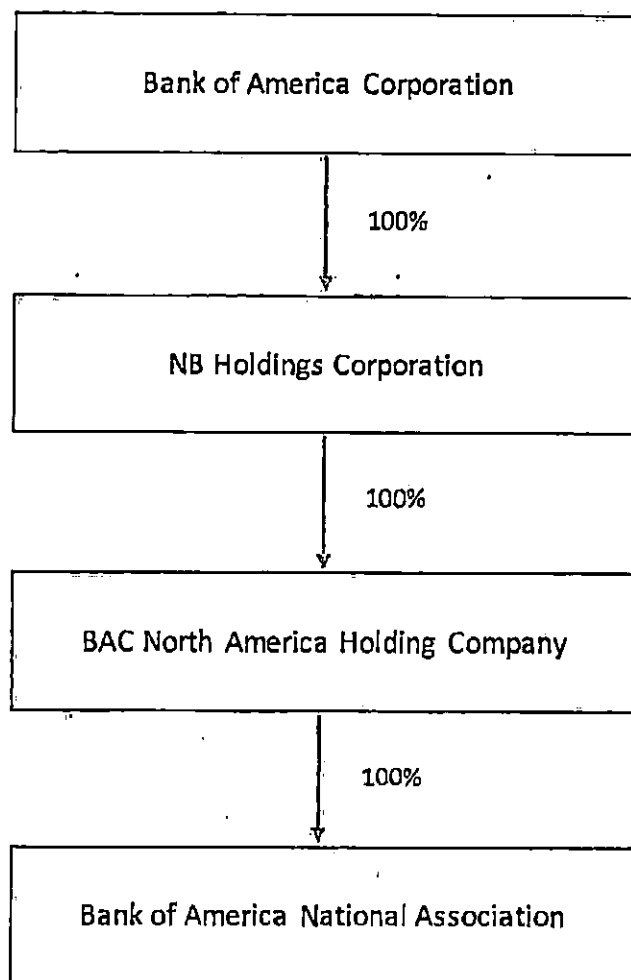 Bank of America Corporation
100%
NB Holdings Corporation
100%
BAC North America Holding Company
100%
Bank of America National Association